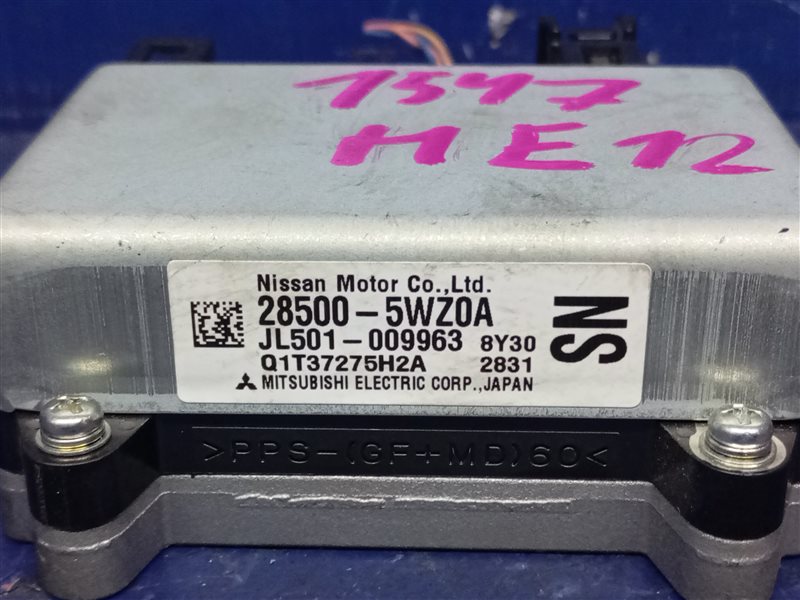 1547
HE12
Nissan Motor Co.,Ltd.
28500-5WZ0A
JL501-009963 8Y30
Q1T37275H2A 2831
MITSUBISHI ELECTRIC CORP.,JAPAN
SN
>PPS-(GF+MD)60<